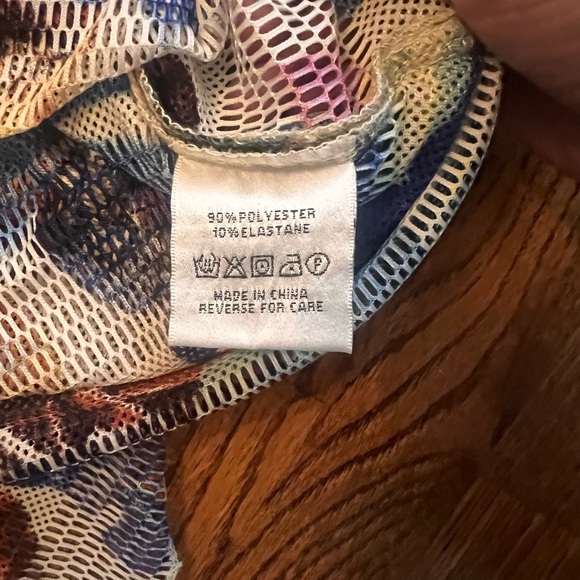 90%POLYESTER
10%ELASTANE
MADE IN CHINA
REVERSE FOR CARE